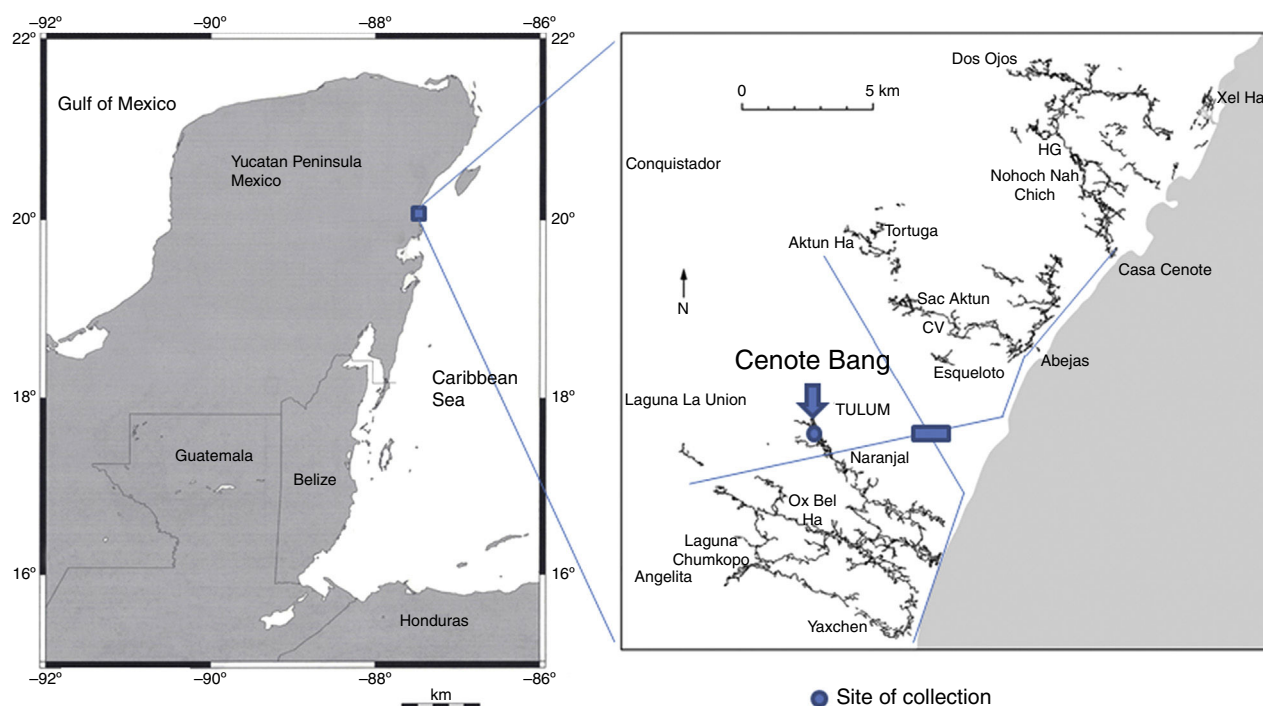 –92º
–90º
–88º
–86º
22º
22º
Gulf of Mexico
Yucatan Peninsula
Mexico
20º
20º
Caribbean
Sea
18º
18º
Guatemala
Belize
16º
16º
Honduras
–92º
–90º
–88º
–86º
km
Dos Ojos
0
5 km
Xel Ha
Conquistador
HG
Nohoch Nah
Chich
Tortuga
Aktun Ha
Casa Cenote
N
Sac Aktun
CV
Abejas
Esqueloto
Cenote Bang
Laguna La Union
TULUM
Naranjal
Ox Bel
Ha
Laguna
Chumkopo
Angelita
Yaxchen
Site of collection